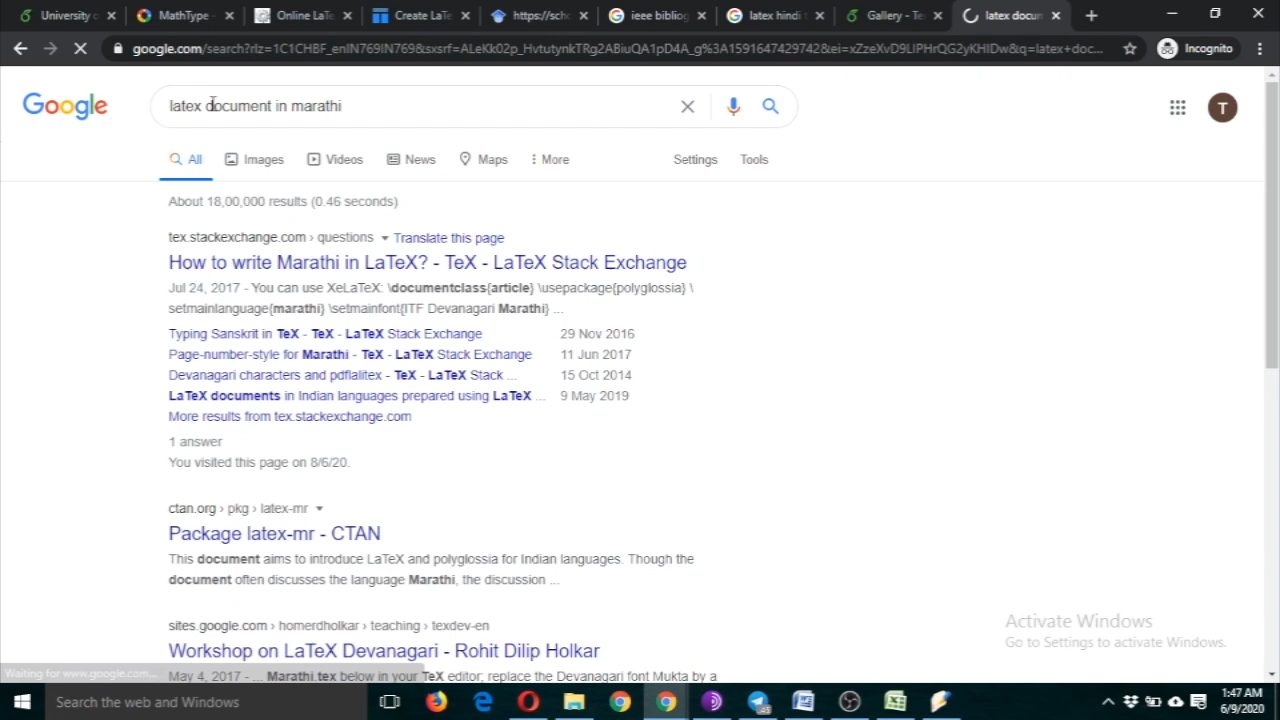 University o
MathType -
Online LaTe
Create LaTe
https://scho
ieee bibliog
latex hindi t
Gallery - Te
latex docum
google.com/search?rlz=1C1CHBF_enIN769IN769&sxsrf=ALeKk02p_HvtutynkTRg2ABiuQA1pD4A_g%3A1591647429742&ei=xZzeXvD9LIPHrQG2yKHIDw&q=latex+doc...
Incognito
Google
latex document in marathi
T
All
Images
Videos
News
Maps
More
Settings
Tools
About 18,00,000 results (0.46 seconds)
tex.stackexchange.com › questions Translate this page
How to write Marathi in LaTeX? - TeX - LaTeX Stack Exchange
Jul 24, 2017 - You can use XeLaTeX: \documentclass{article} \usepackage{polyglossia} \
setmainlanguage{marathi} \setmainfont{ITF Devanagari Marathi} ...
Typing Sanskrit in TeX - TeX - LaTeX Stack Exchange 29 Nov 2016
Page-number-style for Marathi - TeX - LaTeX Stack Exchange 11 Jun 2017
Devanagari characters and pdflalitex - TeX - LaTeX Stack ... 15 Oct 2014
LaTeX documents in Indian languages prepared using LaTeX ... 9 May 2019
More results from tex.stackexchange.com
1 answer
You visited this page on 8/6/20.
ctan.org › pkg › latex-mr
Package latex-mr - CTAN
This document aims to introduce LaTeX and polyglossia for Indian languages. Though the
document often discusses the language Marathi, the discussion ...
sites.google.com › homerdholkar › teaching › texdev-en
Workshop on LaTeX Devanagari - Rohit Dilip Holkar
May 4, 2017 - ... Marathi.tex below in your TeX editor; replace the Devanagari font Mukta by a
Activate Windows
Go to Settings to activate Windows.
Waiting for www.google.com...
Search the web and Windows
1:47 AM
6/9/2020